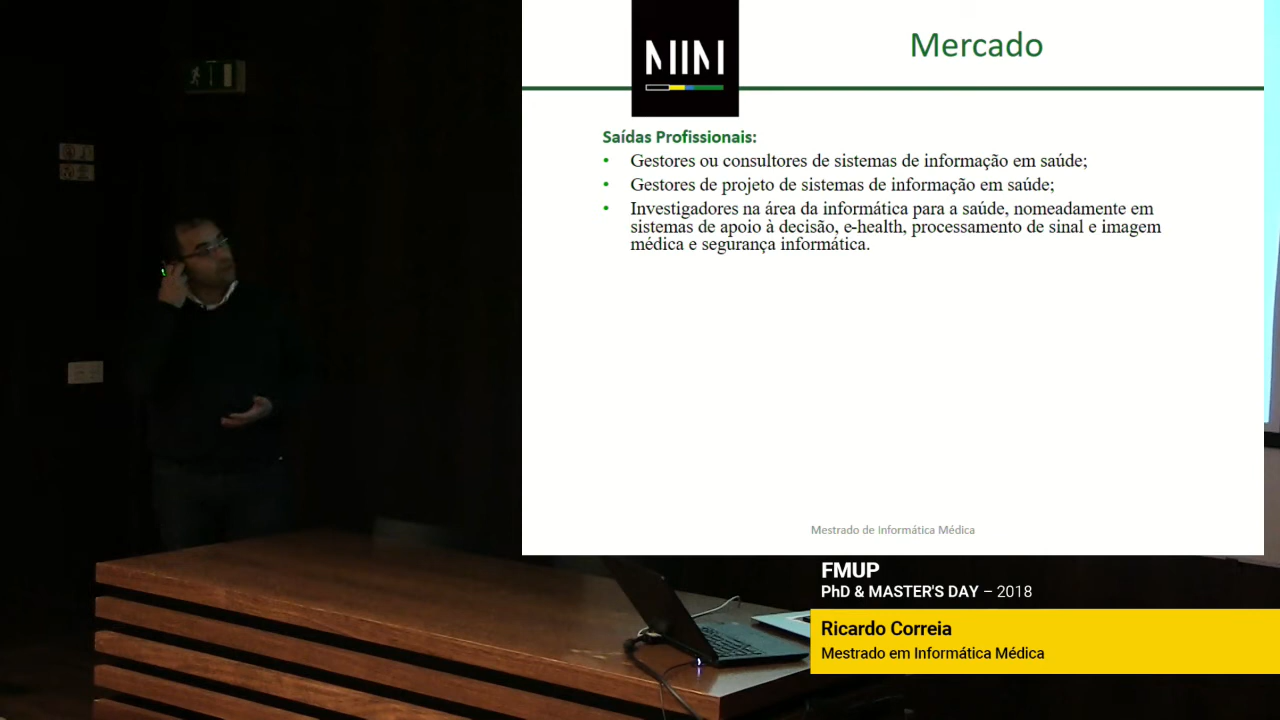 MIM
Mercado
Saídas Profissionais:
• Gestores ou consultores de sistemas de informação em saúde;
• Gestores de projeto de sistemas de informação em saúde;
• Investigadores na área da informática para a saúde, nomeadamente em
sistemas de apoio à decisão, e-health, processamento de sinal e imagem
médica e segurança informática.
Mestrado de Informática Médica
FMUP
PhD & MASTER'S DAY – 2018
Ricardo Correia
Mestrado em Informática Médica